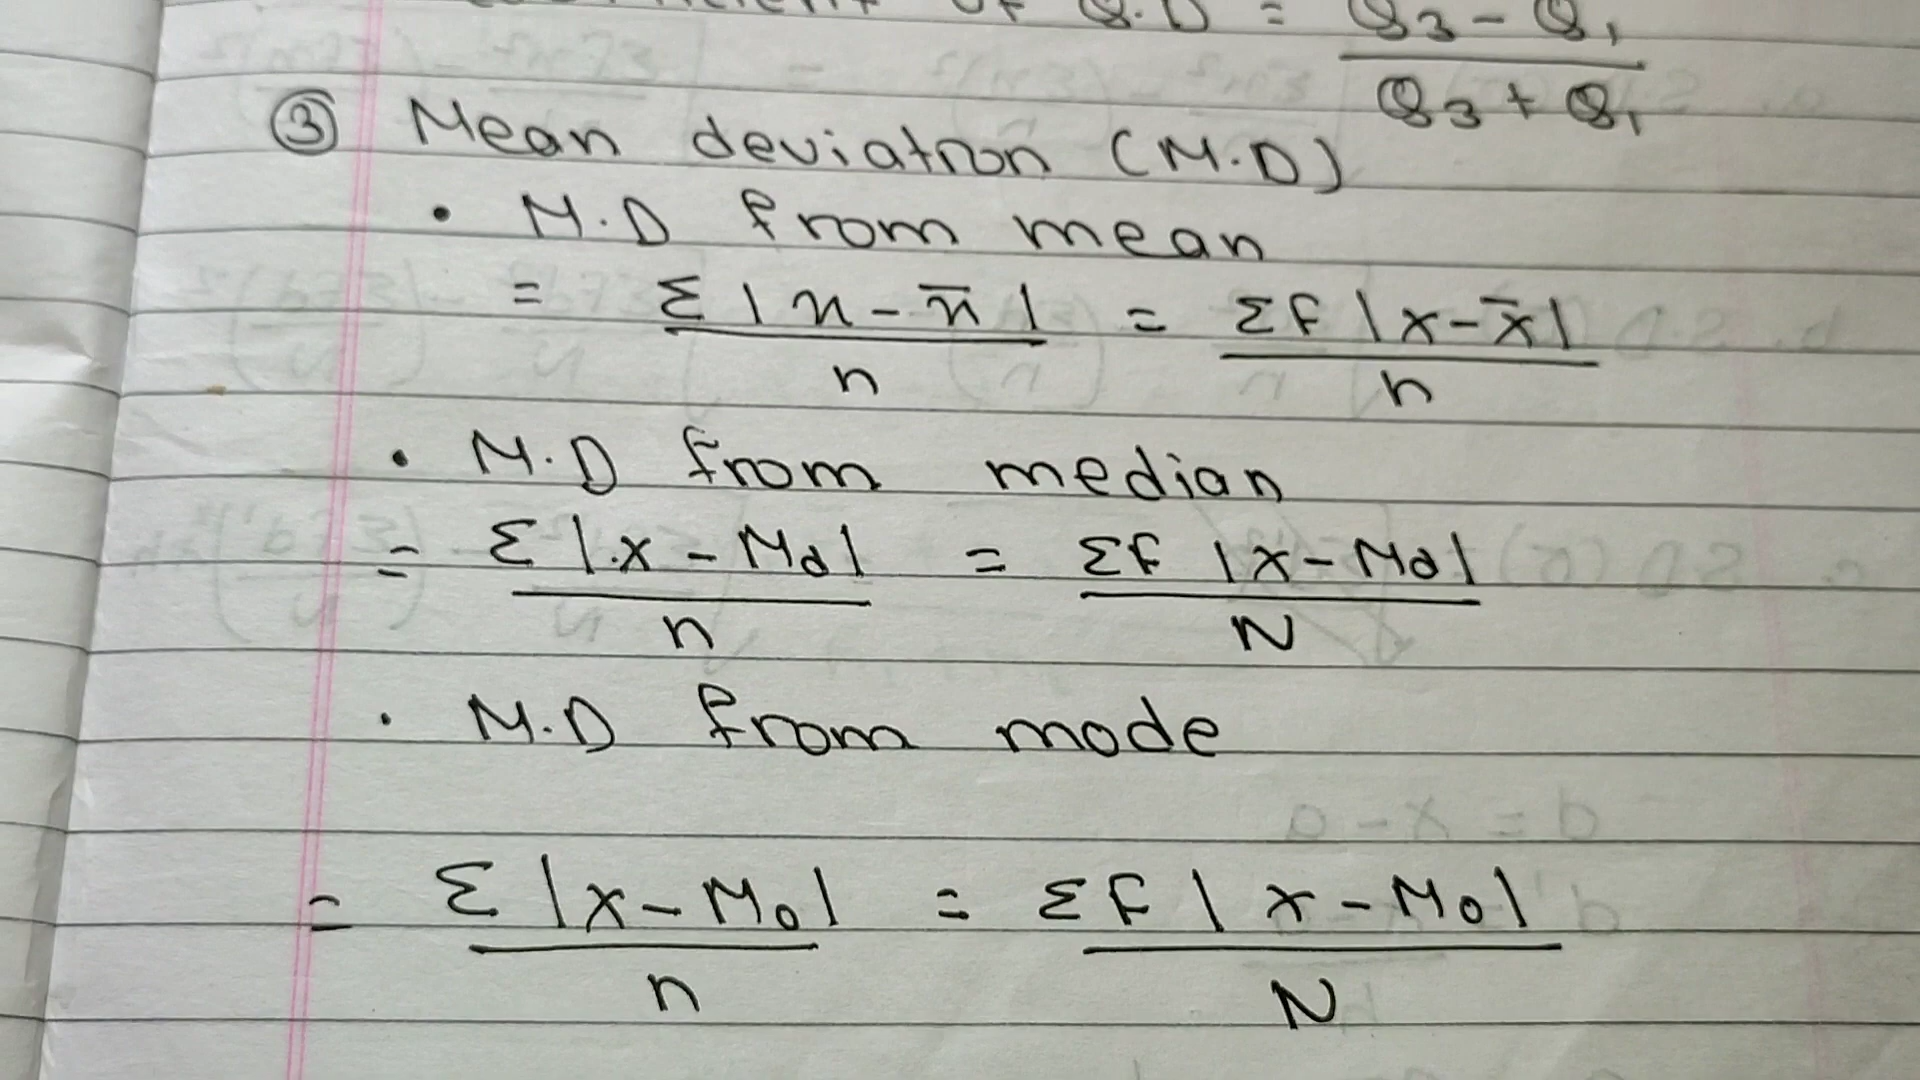 of Q.D = Q3 - Q1 / Q3 + Q1
③ Mean deviation (M.D)
• M.D from mean
= Σ |x - x̄| / n = Σf |x - x̄| / n
• M.D from median
= Σ |x - Md| / n = Σf |x - Md| / N
• M.D from mode
= Σ |x - Mo| / n = Σf | x - Mo| / N